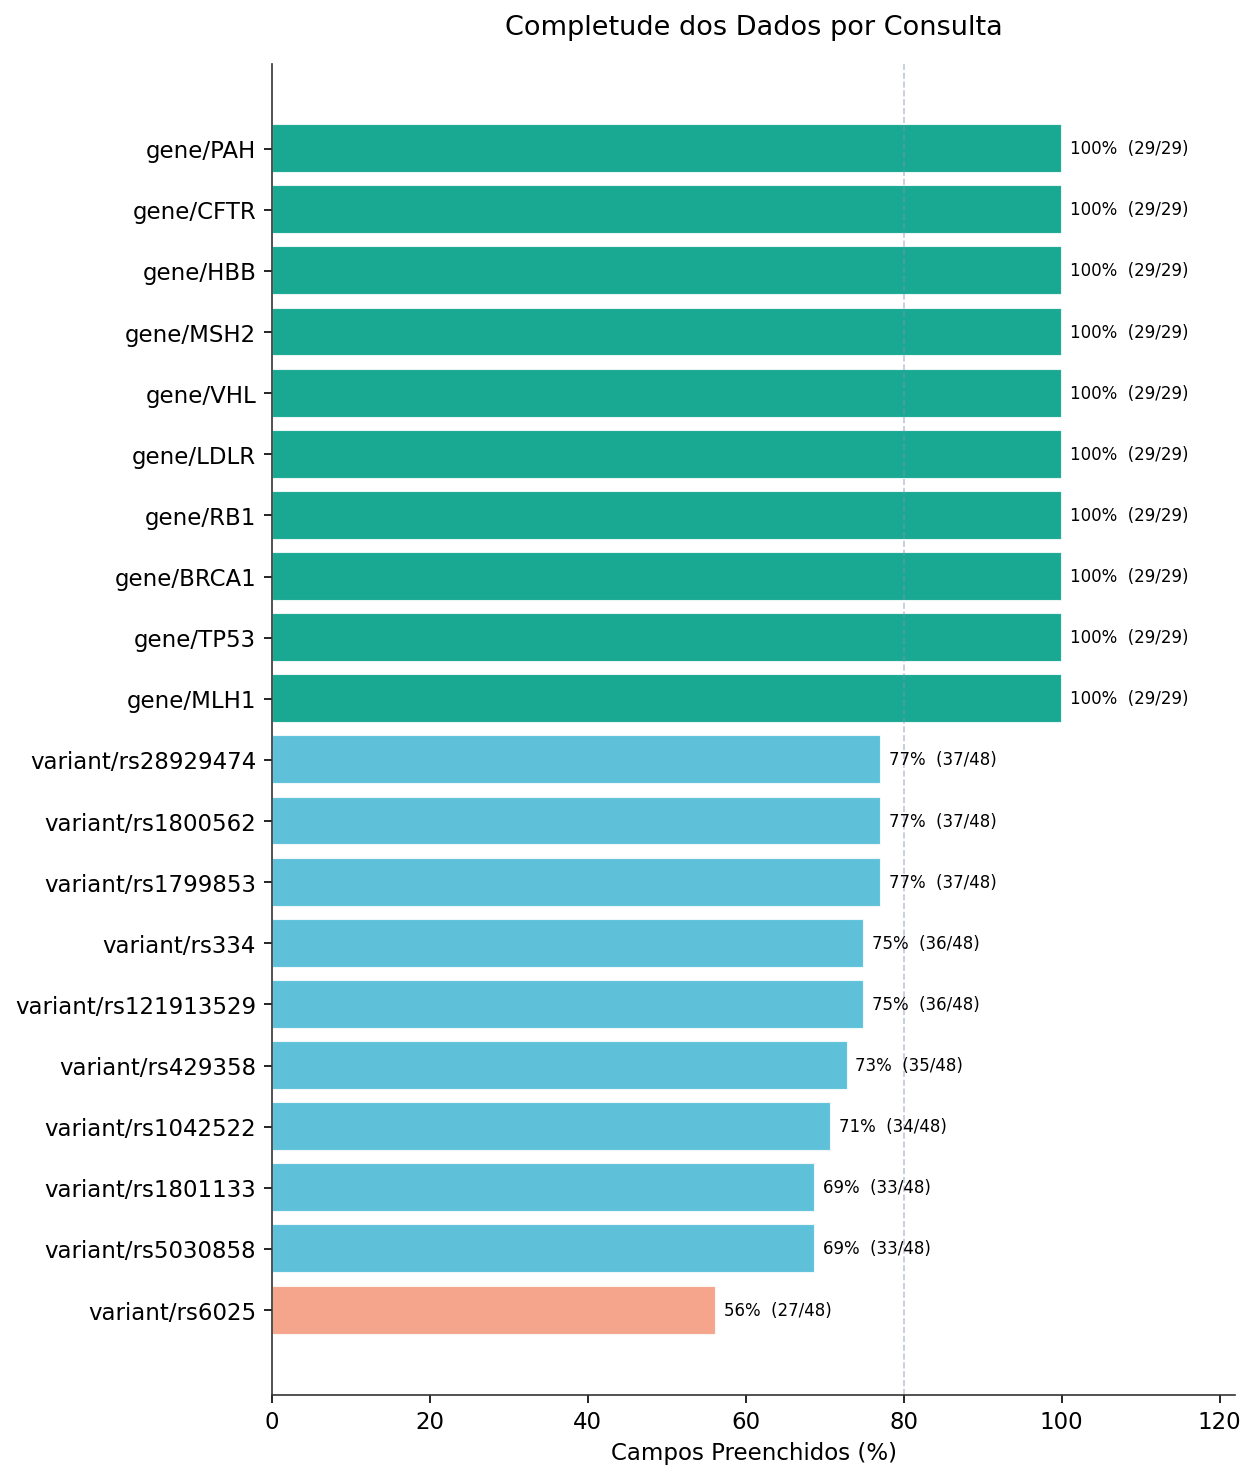 Completude dos Dados por Consulta
gene/PAH 100% (29/29)
gene/CFTR 100% (29/29)
gene/HBB 100% (29/29)
gene/MSH2 100% (29/29)
gene/VHL 100% (29/29)
gene/LDLR 100% (29/29)
gene/RB1 100% (29/29)
gene/BRCA1 100% (29/29)
gene/TP53 100% (29/29)
gene/MLH1 100% (29/29)
variant/rs28929474 77% (37/48)
variant/rs1800562 77% (37/48)
variant/rs1799853 77% (37/48)
variant/rs334 75% (36/48)
variant/rs121913529 75% (36/48)
variant/rs429358 73% (35/48)
variant/rs1042522 71% (34/48)
variant/rs1801133 69% (33/48)
variant/rs5030858 69% (33/48)
variant/rs6025 56% (27/48)
0 20 40 60 80 100 120
Campos Preenchidos (%)